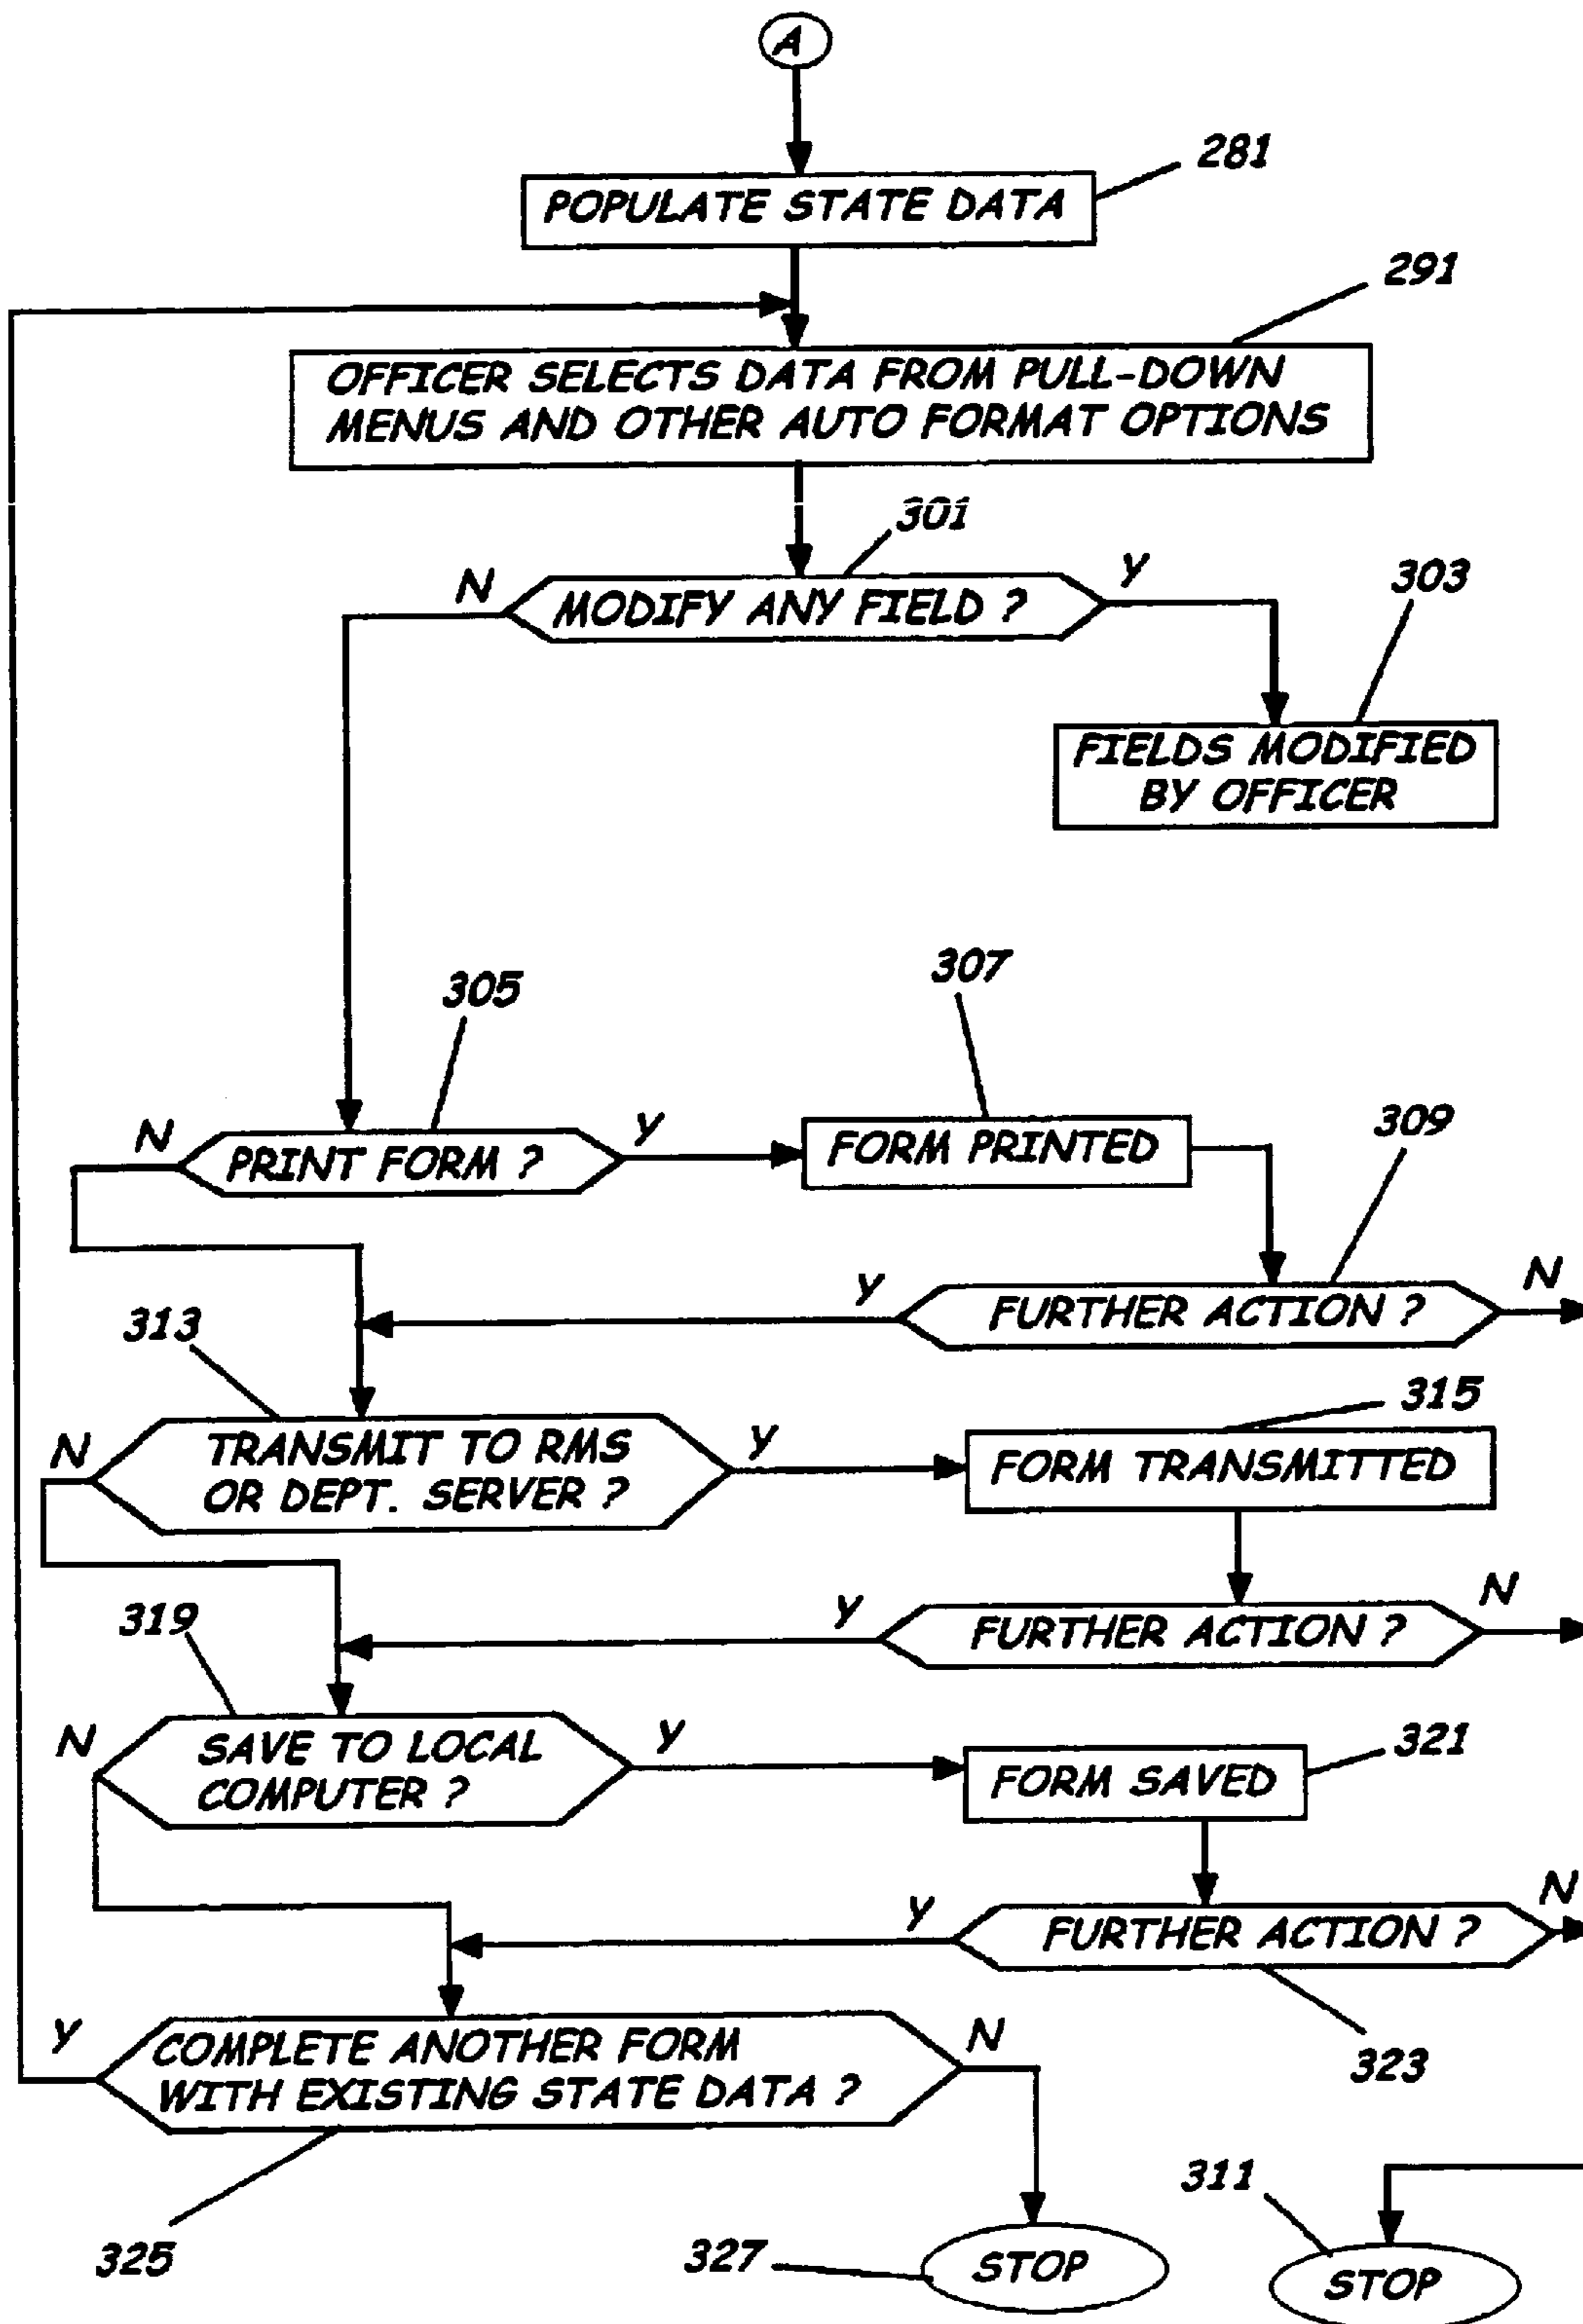 A
281
POPULATE STATE DATA
291
OFFICER SELECTS DATA FROM PULL-DOWN
MENUS AND OTHER AUTO FORMAT OPTIONS
301
N
MODIFY ANY FIELD ?
Y
303
FIELDS MODIFIED
BY OFFICER
305
307
309
N
PRINT FORM ?
Y
FORM PRINTED
313
Y
FURTHER ACTION ?
N
315
N
TRANSMIT TO RMS
OR DEPT. SERVER ?
Y
FORM TRANSMITTED
319
Y
FURTHER ACTION ?
N
N
SAVE TO LOCAL
COMPUTER ?
Y
FORM SAVED
321
Y
FURTHER ACTION ?
N
323
Y
COMPLETE ANOTHER FORM
WITH EXISTING STATE DATA ?
N
325
327
STOP
311
STOP